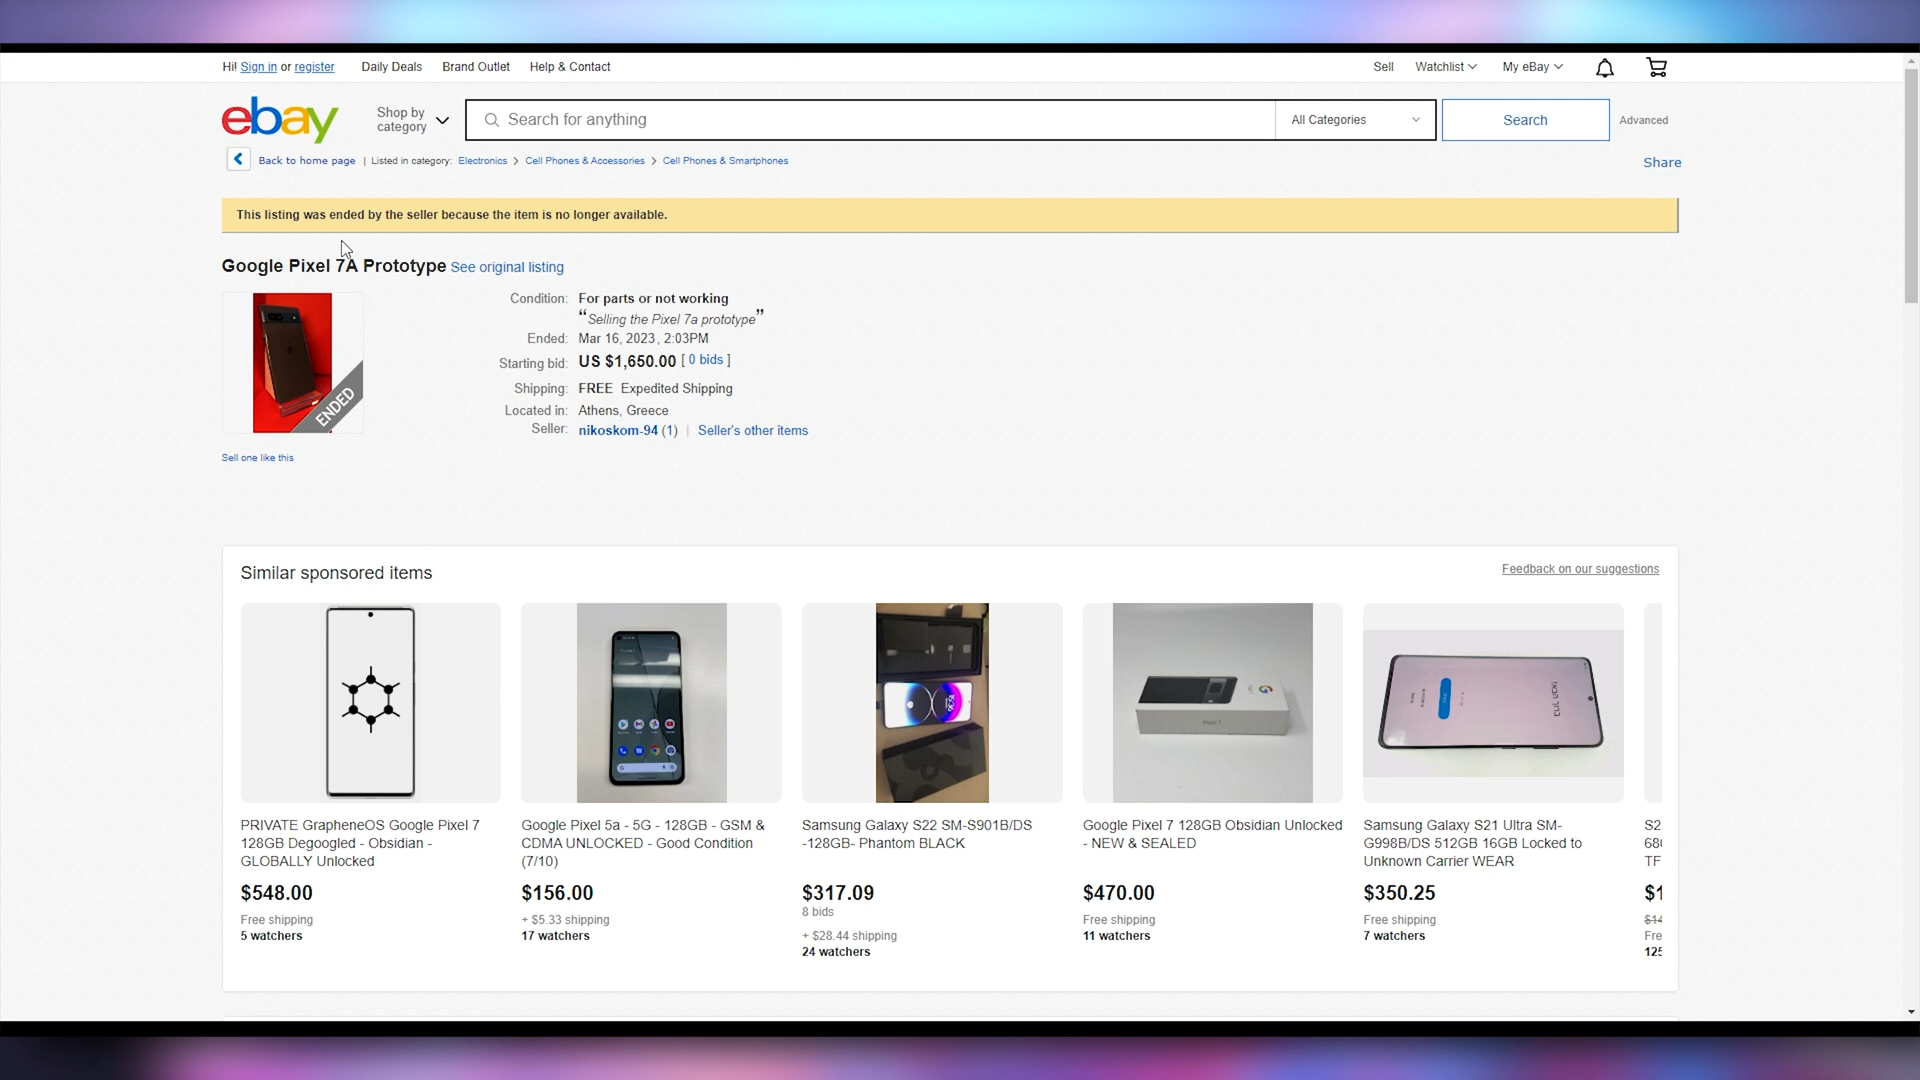 Hi! Sign in or register Daily Deals Brand Outlet Help & Contact Sell Watchlist My eBay
ebay Shop by category Search for anything All Categories Search Advanced
Back to home page | Listed in category: Electronics > Cell Phones & Accessories > Cell Phones & Smartphones Share
This listing was ended by the seller because the item is no longer available.
Google Pixel 7A Prototype See original listing
ENDED
Sell one like this
Condition: For parts or not working
“Selling the Pixel 7a prototype”
Ended: Mar 16, 2023, 2:03PM
Starting bid: US $1,650.00 [ 0 bids ]
Shipping: FREE Expedited Shipping
Located in: Athens, Greece
Seller: nikoskom-94 (1) | Seller's other items
Similar sponsored items Feedback on our suggestions
PRIVATE GrapheneOS Google Pixel 7
128GB Degoogled - Obsidian -
GLOBALLY Unlocked
$548.00
Free shipping
5 watchers
Google Pixel 5a - 5G - 128GB - GSM &
CDMA UNLOCKED - Good Condition
(7/10)
$156.00
+ $5.33 shipping
17 watchers
Samsung Galaxy S22 SM-S901B/DS
-128GB- Phantom BLACK
$317.09
8 bids
+ $28.44 shipping
24 watchers
Google Pixel 7 128GB Obsidian Unlocked
- NEW & SEALED
$470.00
Free shipping
11 watchers
Samsung Galaxy S21 Ultra SM-
G998B/DS 512GB 16GB Locked to
Unknown Carrier WEAR
$350.25
Free shipping
7 watchers
S2
68
TF
$1
$14
Fre
125